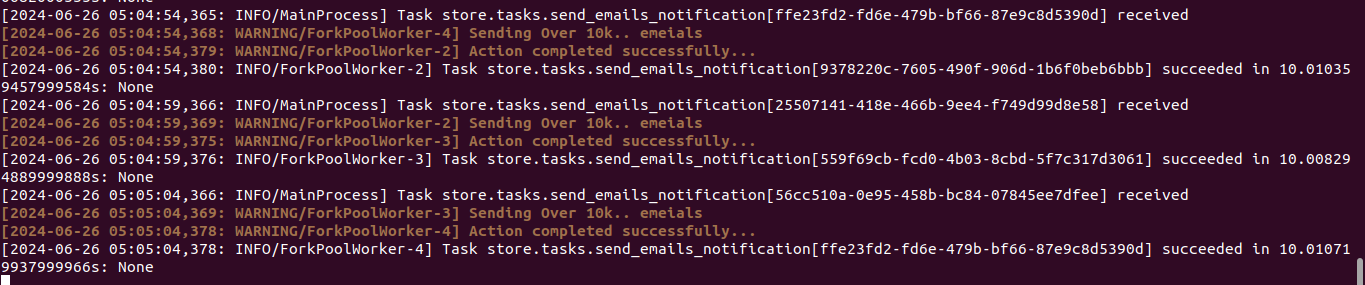 [2024-06-26 05:04:54,365: INFO/MainProcess] Task store.tasks.send_emails_notification[ffe23fd2-fd6e-479b-bf66-87e9c8d5390d] received
[2024-06-26 05:04:54,368: WARNING/ForkPoolWorker-4] Sending Over 10k.. emeials
[2024-06-26 05:04:54,379: WARNING/ForkPoolWorker-2] Action completed successfully...
[2024-06-26 05:04:54,380: INFO/ForkPoolWorker-2] Task store.tasks.send_emails_notification[9378220c-7605-490f-906d-1b6f0beb6bbb] succeeded in 10.01035
9457999584s: None
[2024-06-26 05:04:59,366: INFO/MainProcess] Task store.tasks.send_emails_notification[25507141-418e-466b-9ee4-f749d99d8e58] received
[2024-06-26 05:04:59,369: WARNING/ForkPoolWorker-2] Sending Over 10k.. emeials
[2024-06-26 05:04:59,375: WARNING/ForkPoolWorker-3] Action completed successfully...
[2024-06-26 05:04:59,376: INFO/ForkPoolWorker-3] Task store.tasks.send_emails_notification[559f69cb-fcd0-4b03-8cbd-5f7c317d3061] succeeded in 10.00829
4889999888s: None
[2024-06-26 05:05:04,366: INFO/MainProcess] Task store.tasks.send_emails_notification[56cc510a-0e95-458b-bc84-07845ee7dfee] received
[2024-06-26 05:05:04,369: WARNING/ForkPoolWorker-3] Sending Over 10k.. emeials
[2024-06-26 05:05:04,378: WARNING/ForkPoolWorker-4] Action completed successfully...
[2024-06-26 05:05:04,378: INFO/ForkPoolWorker-4] Task store.tasks.send_emails_notification[ffe23fd2-fd6e-479b-bf66-87e9c8d5390d] succeeded in 10.01071
9937999966s: None